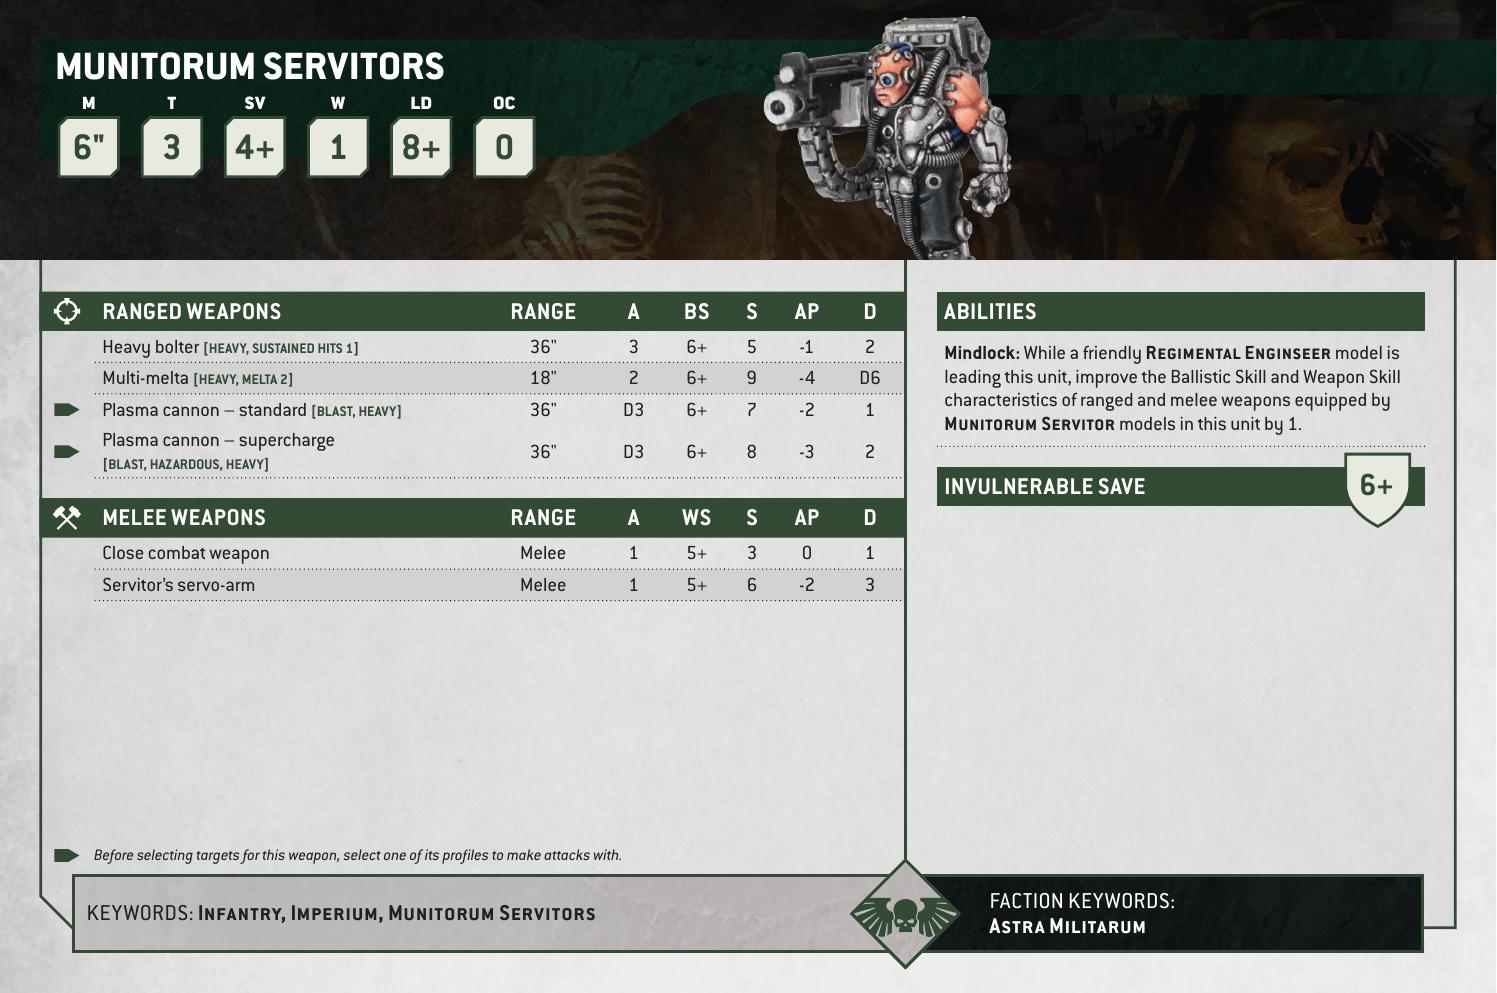 MUNITORUM SERVITORS
M T SV W LD OC
6" 3 4+ 1 8+ 0
RANGED WEAPONS RANGE A BS S AP D
Heavy bolter [HEAVY, SUSTAINED HITS 1] 36" 3 6+ 5 -1 2
Multi-melta [HEAVY, MELTA 2] 18" 2 6+ 9 -4 D6
Plasma cannon – standard [BLAST, HEAVY] 36" D3 6+ 7 -2 1
Plasma cannon – supercharge
[BLAST, HAZARDOUS, HEAVY] 36" D3 6+ 8 -3 2
MELEE WEAPONS RANGE A WS S AP D
Close combat weapon Melee 1 5+ 3 0 1
Servitor’s servo-arm Melee 1 5+ 6 -2 3
Before selecting targets for this weapon, select one of its profiles to make attacks with.
ABILITIES
Mindlock: While a friendly REGIMENTAL ENGINSEER model is
leading this unit, improve the Ballistic Skill and Weapon Skill
characteristics of ranged and melee weapons equipped by
MUNITORUM SERVITOR models in this unit by 1.
INVULNERABLE SAVE 6+
KEYWORDS: INFANTRY, IMPERIUM, MUNITORUM SERVITORS
FACTION KEYWORDS:
ASTRA MILITARUM